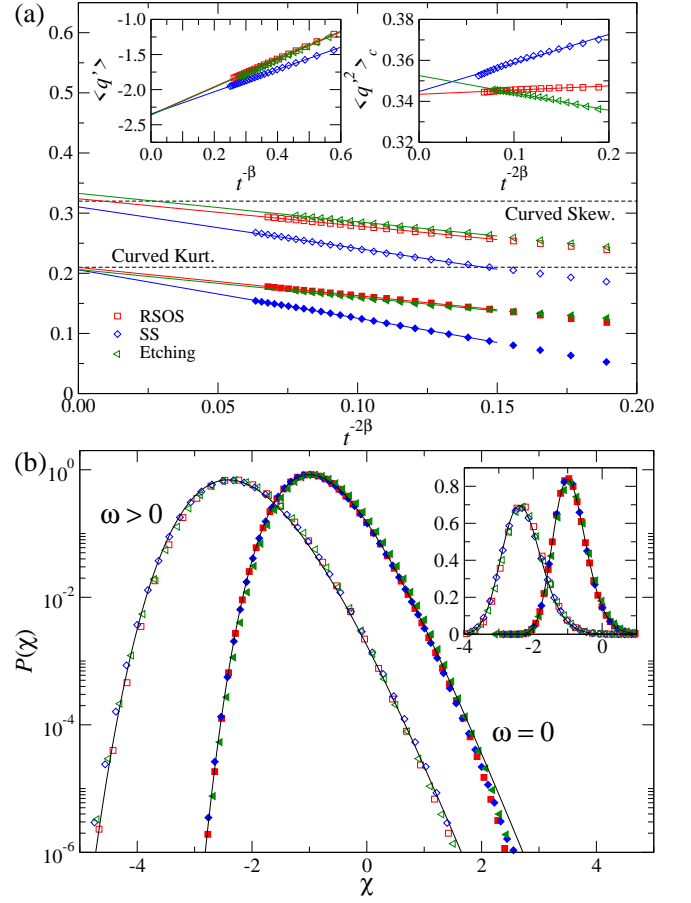 (a)
-1.0
-1.5
-2.0
-2.5
<q'>
0.0 0.2 0.4 0.6
t^-β
0.36
0.34
0.32
<q'^2>c
0.0 0.1 0.2
t^-2β
0.6
0.5
0.4
0.3
0.2
0.1
0
Curved Skew.
Curved Kurt.
RSOS
SS
Etching
0.00 0.05 0.10 0.15 0.20
t^-2β
(b)
10^0
10^-2
10^-4
10^-6
P(χ)
ω > 0
ω = 0
0.8
0.6
0.4
0.2
0
-4 -2 0
-4 -2 0 2 4
χ